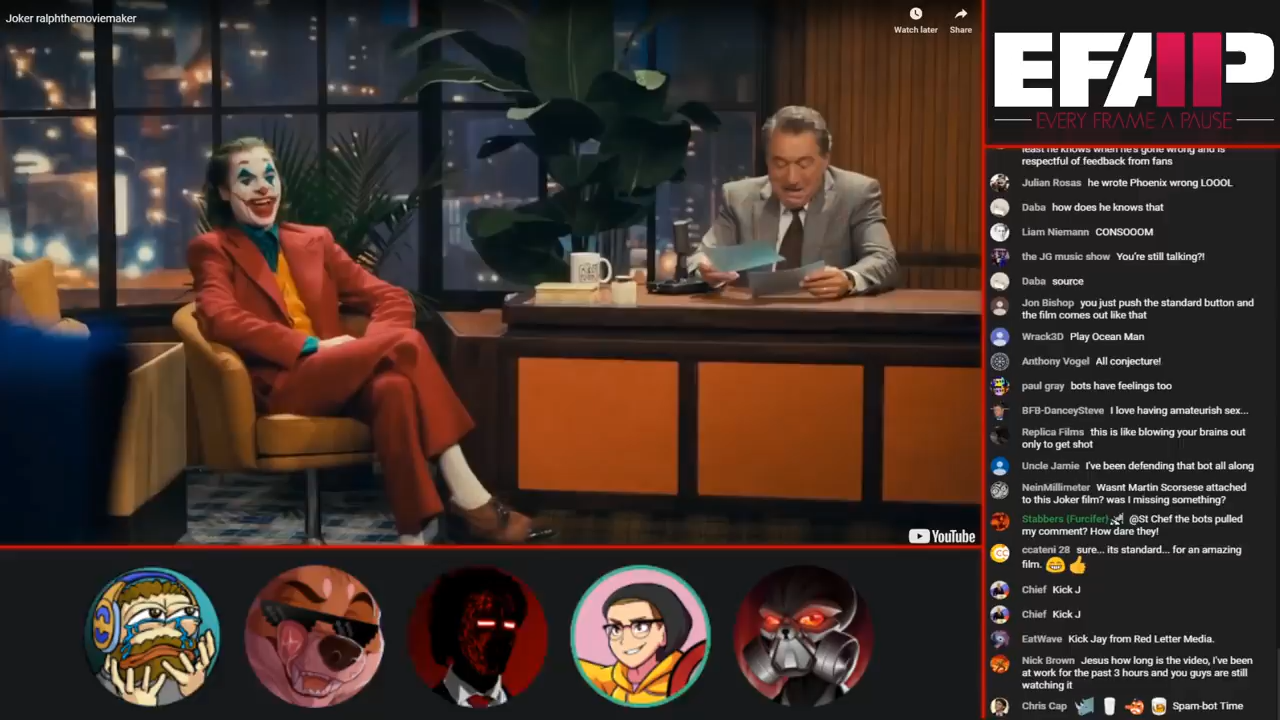 Joker ralphthemoviemaker
Watch later
Share
YouTube
EFAP
EVERY FRAME A PAUSE
least he knows when he's gone wrong and is
respectful of feedback from fans
Julian Rosas he wrote Phoenix wrong LOOOL
Daba how does he knows that
Liam Niemann CONSOOOM
the JG music show You're still talking?!
Daba source
Jon Bishop you just push the standard button and
the film comes out like that
Wrack3D Play Ocean Man
Anthony Vogel All conjecture!
paul gray bots have feelings too
BFB-DanceySteve I love having amateurish sex...
Replica Films this is like blowing your brains out
only to get shot
Uncle Jamie I've been defending that bot all along
NeinMillimeter Wasnt Martin Scorsese attached
to this Joker film? was I missing something?
Stabbers (Furcifer) @St Chef the bots pulled
my comment? How dare they!
ccateni 28 sure... its standard... for an amazing
film. 😁👍
Chief Kick J
Chief Kick J
EatWave Kick Jay from Red Letter Media.
Nick Brown Jesus how long is the video, I've been
at work for the past 3 hours and you guys are still
watching it
Chris Cap Spam-bot Time